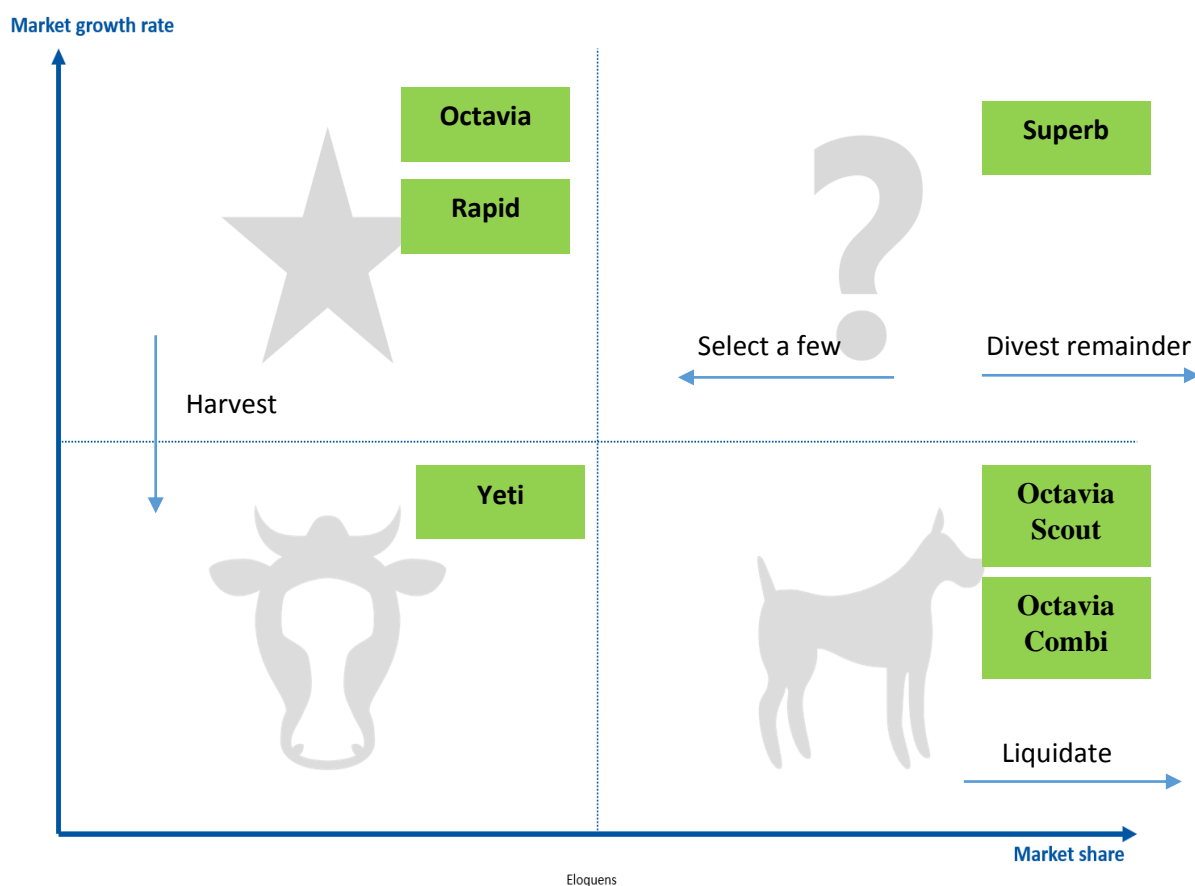 Market growth rate
Octavia
Superb
Rapid
Select a few
Divest remainder
Harvest
Yeti
Octavia
Scout
Octavia
Combi
Liquidate
Market share
Eloquens